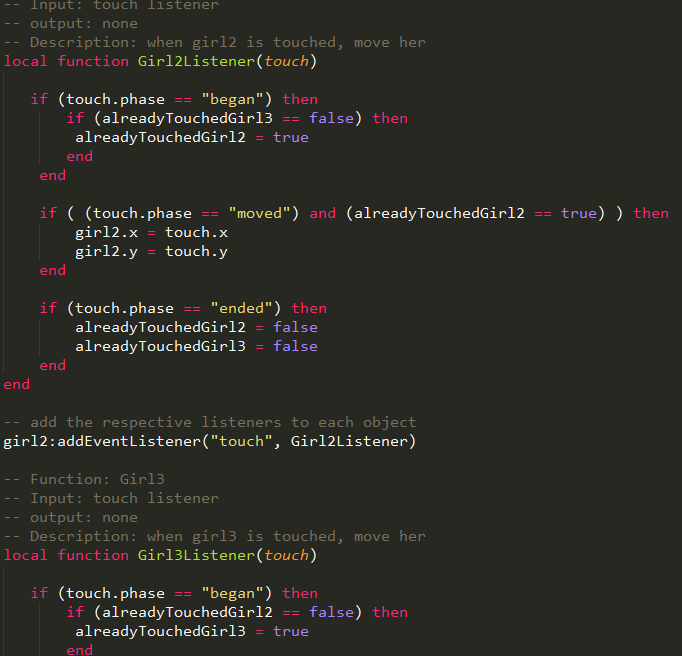 -- Input: touch listener
-- output: none
-- Description: when girl2 is touched, move her
local function Girl2Listener(touch)
if (touch.phase == "began") then
if (alreadyTouchedGirl3 == false) then
alreadyTouchedGirl2 = true
end
end
if ( (touch.phase == "moved") and (alreadyTouchedGirl2 == true) ) then
girl2.x = touch.x
girl2.y = touch.y
end
if (touch.phase == "ended") then
alreadyTouchedGirl2 = false
alreadyTouchedGirl3 = false
end
end
-- add the respective listeners to each object
girl2:addEventListener("touch", Girl2Listener)
-- Function: Girl3
-- Input: touch listener
-- output: none
-- Description: when girl3 is touched, move her
local function Girl3Listener(touch)
if (touch.phase == "began") then
if (alreadyTouchedGirl2 == false) then
alreadyTouchedGirl3 = true
end